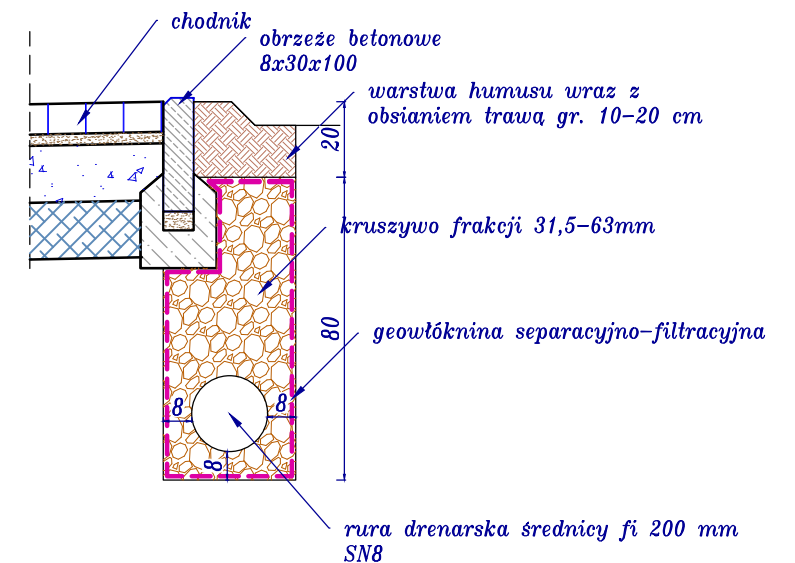 chodnik
obrzeże betonowe
8x30x100
warstwa humusu wraz z
obsianiem trawą gr. 10-20 cm
20
kruszywo frakcji 31,5-63mm
80
geowłóknina separacyjno-filtracyjna
8
8
8
rura drenarska średnicy fi 200 mm
SN8